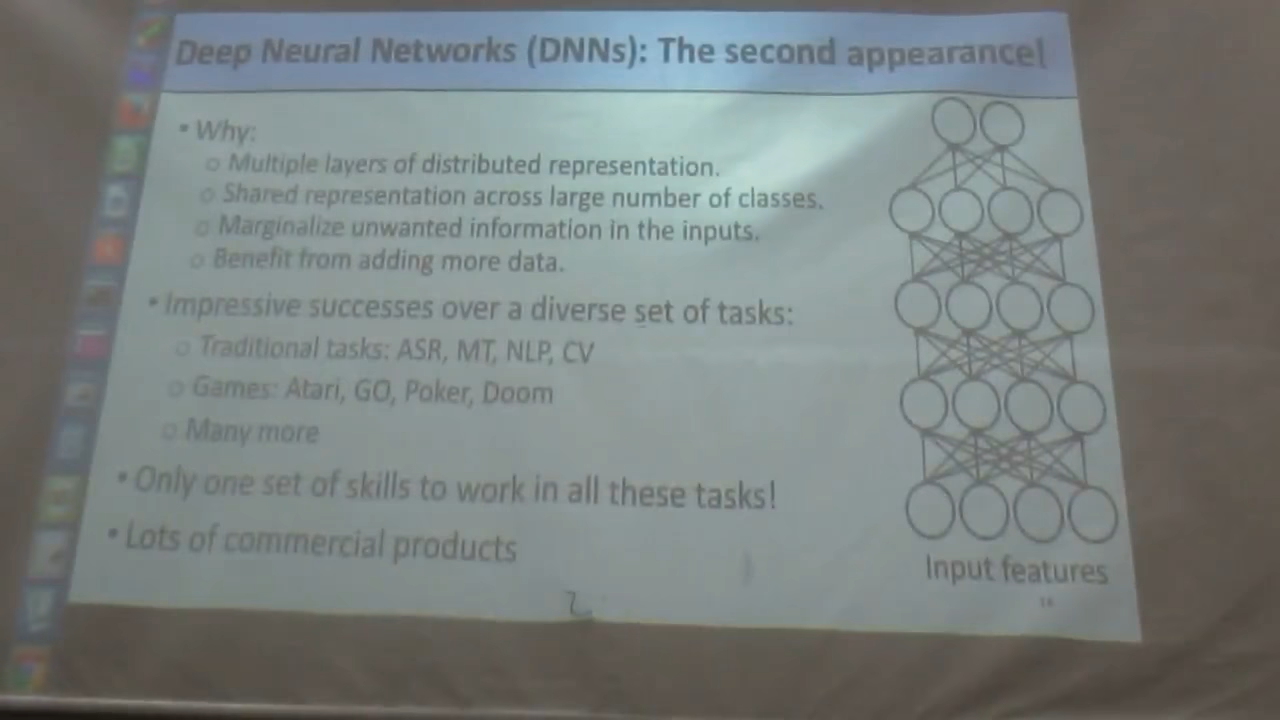 Deep Neural Networks (DNNs): The second appearance!
• Why:
o Multiple layers of distributed representation.
o Shared representation across large number of classes.
o Marginalize unwanted information in the inputs.
o Benefit from adding more data.
• Impressive successes over a diverse set of tasks:
o Traditional tasks: ASR, MT, NLP, CV
o Games: Atari, GO, Poker, Doom
o Many more
• Only one set of skills to work in all these tasks!
• Lots of commercial products
Input features